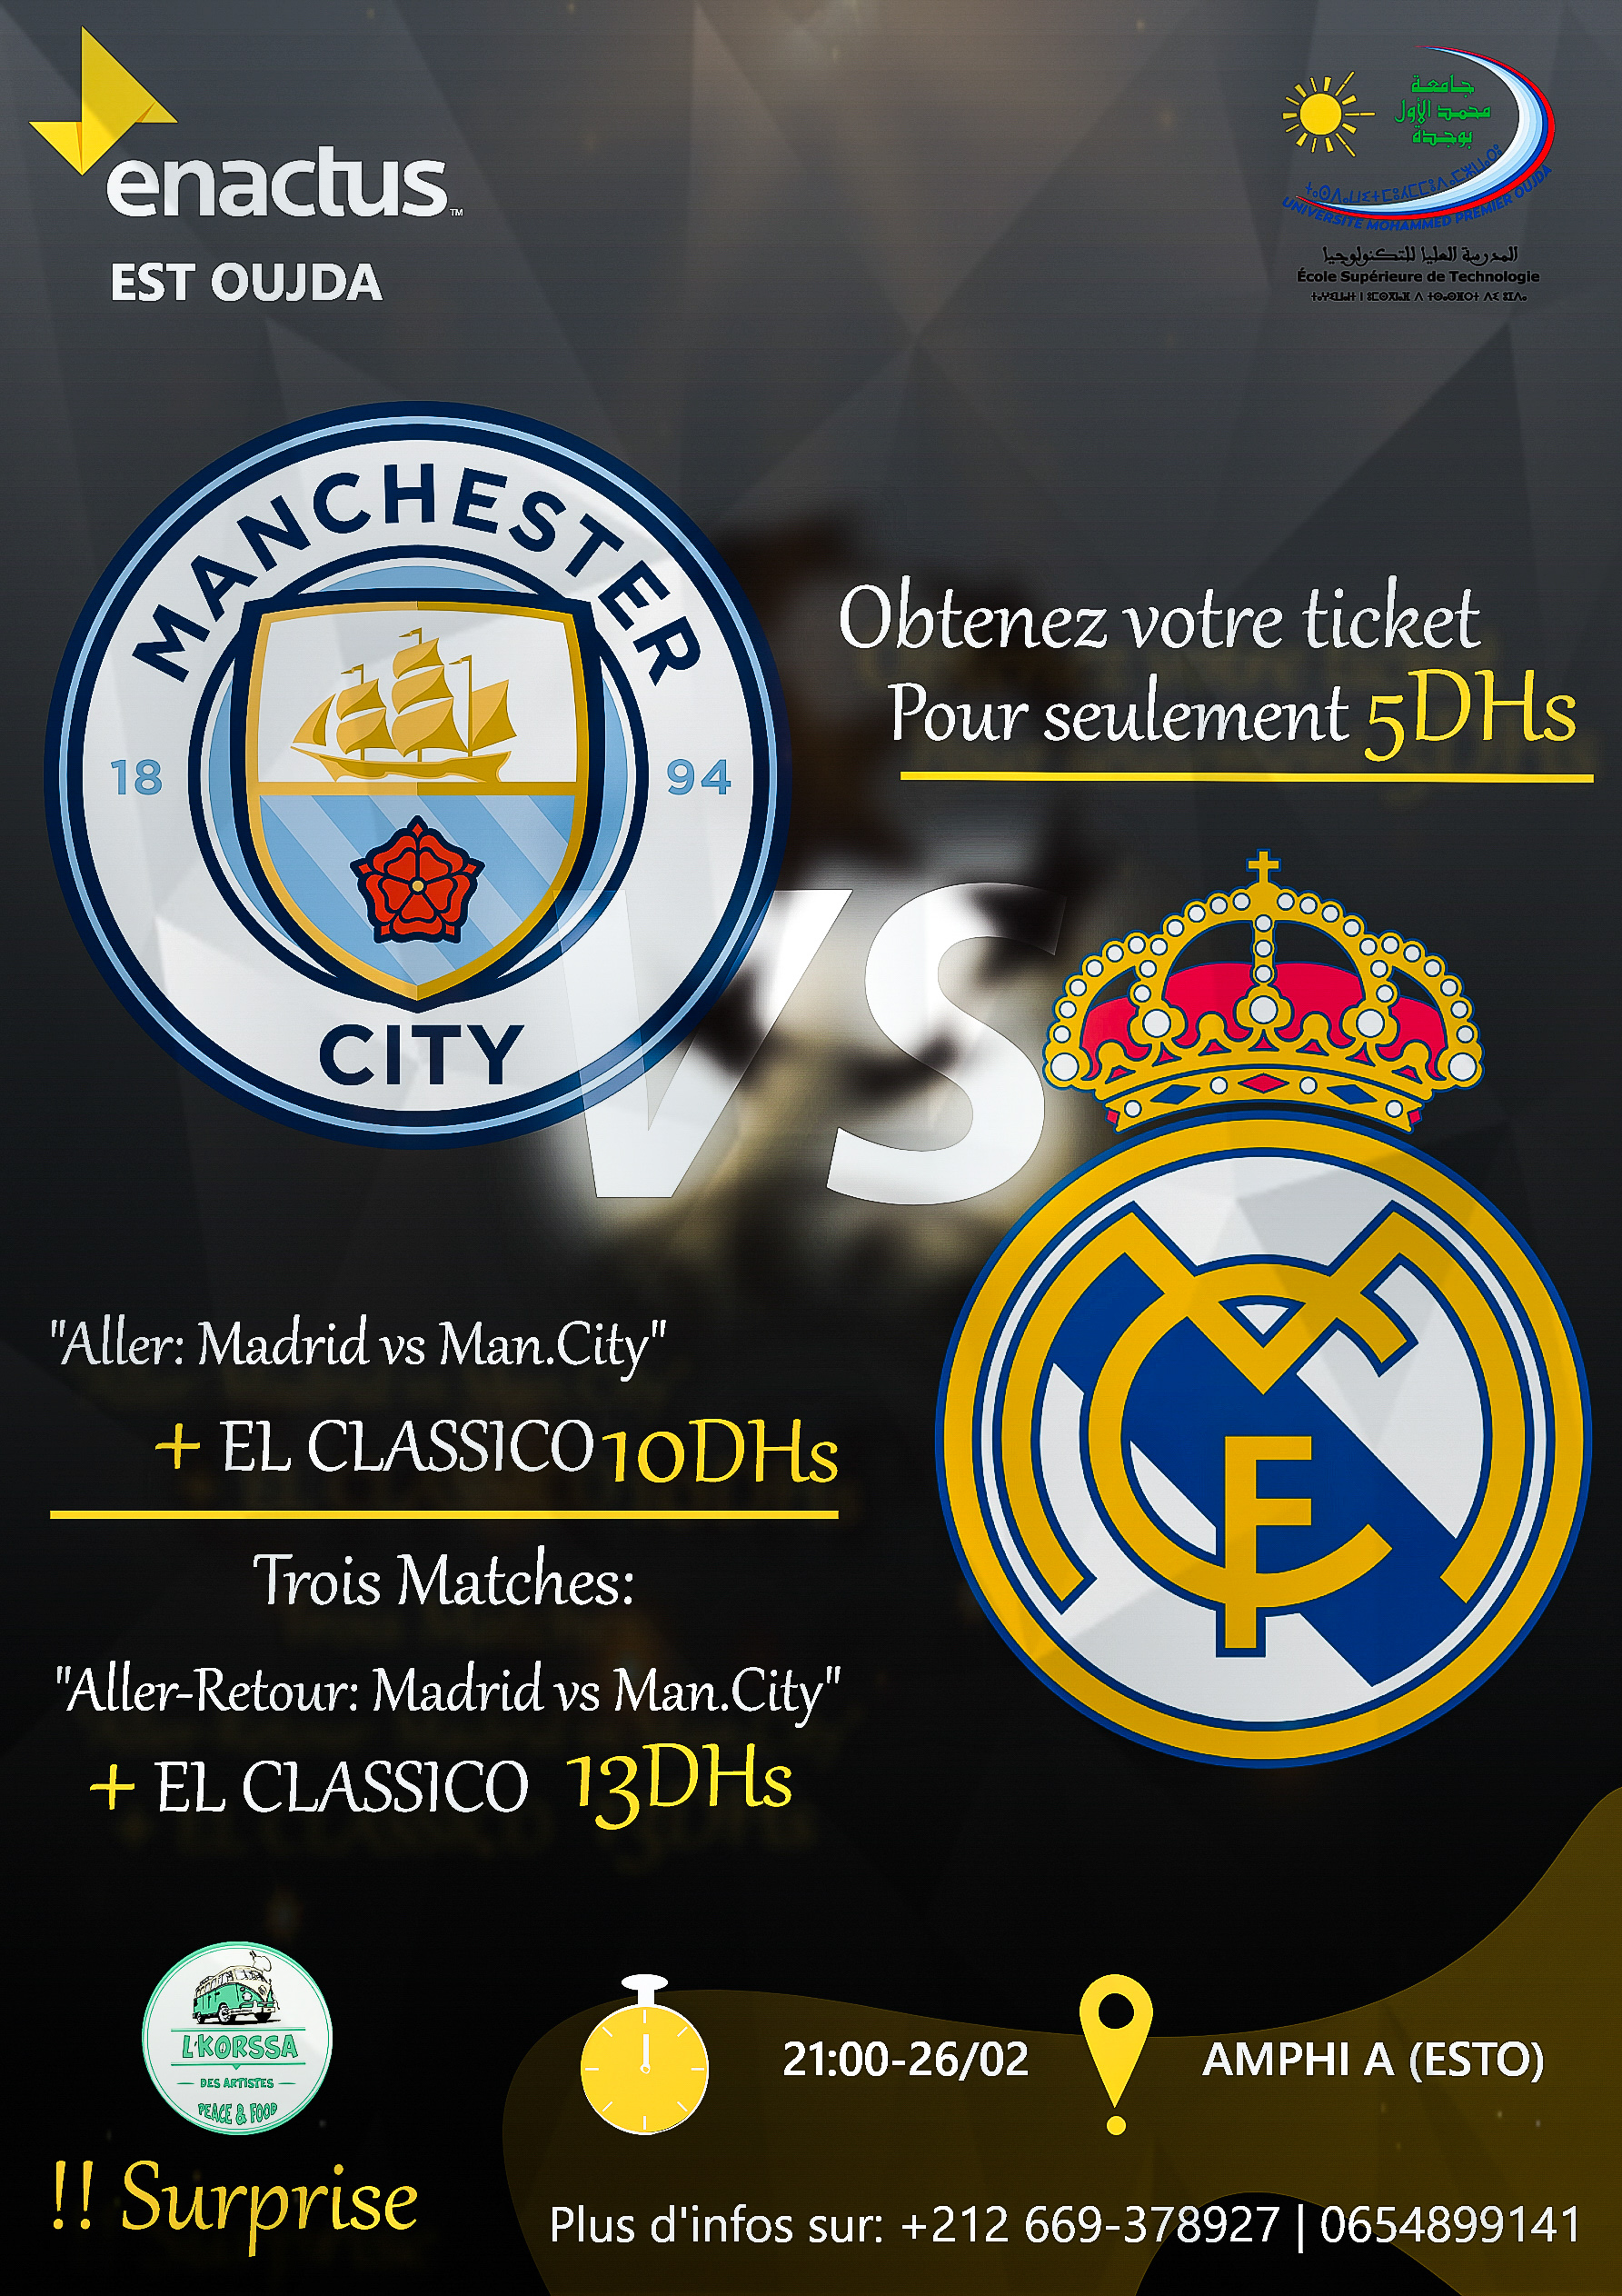 enactus™
EST OUJDA
جامعة
محمد الأول
بوجدة
UNIVERSITE MOHAMMED PREMIER OUJDA
المدرسة العليا للتكنولوجيا
École Supérieure de Technologie
MANCHESTER
18 94
CITY
Obtenez votre ticket
Pour seulement 5DHs
VS
"Aller: Madrid vs Man.City"
+ EL CLASSICO 10DHs
Trois Matches:
"Aller-Retour: Madrid vs Man.City"
+ EL CLASSICO 13DHs
L'KORSSA
DES ARTISTES
PEACE & FOOD
!! Surprise
21:00-26/02
AMPHI A (ESTO)
Plus d'infos sur: +212 669-378927 | 0654899141